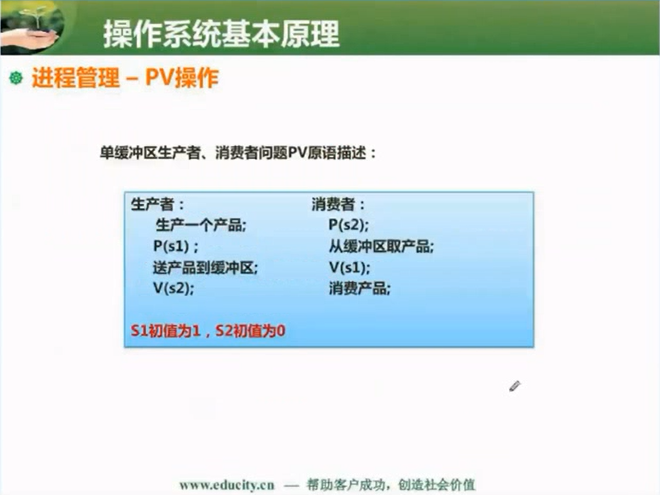 操作系统基本原理
进程管理 – PV操作
单缓冲区生产者、消费者问题PV原语描述：
生产者： 消费者：
生产一个产品; P(s2);
P(s1)； 从缓冲区取产品;
送产品到缓冲区; V(s1);
V(s2); 消费产品;
S1初值为1，S2初值为0
www.educity.cn — 帮助客户成功，创造社会价值